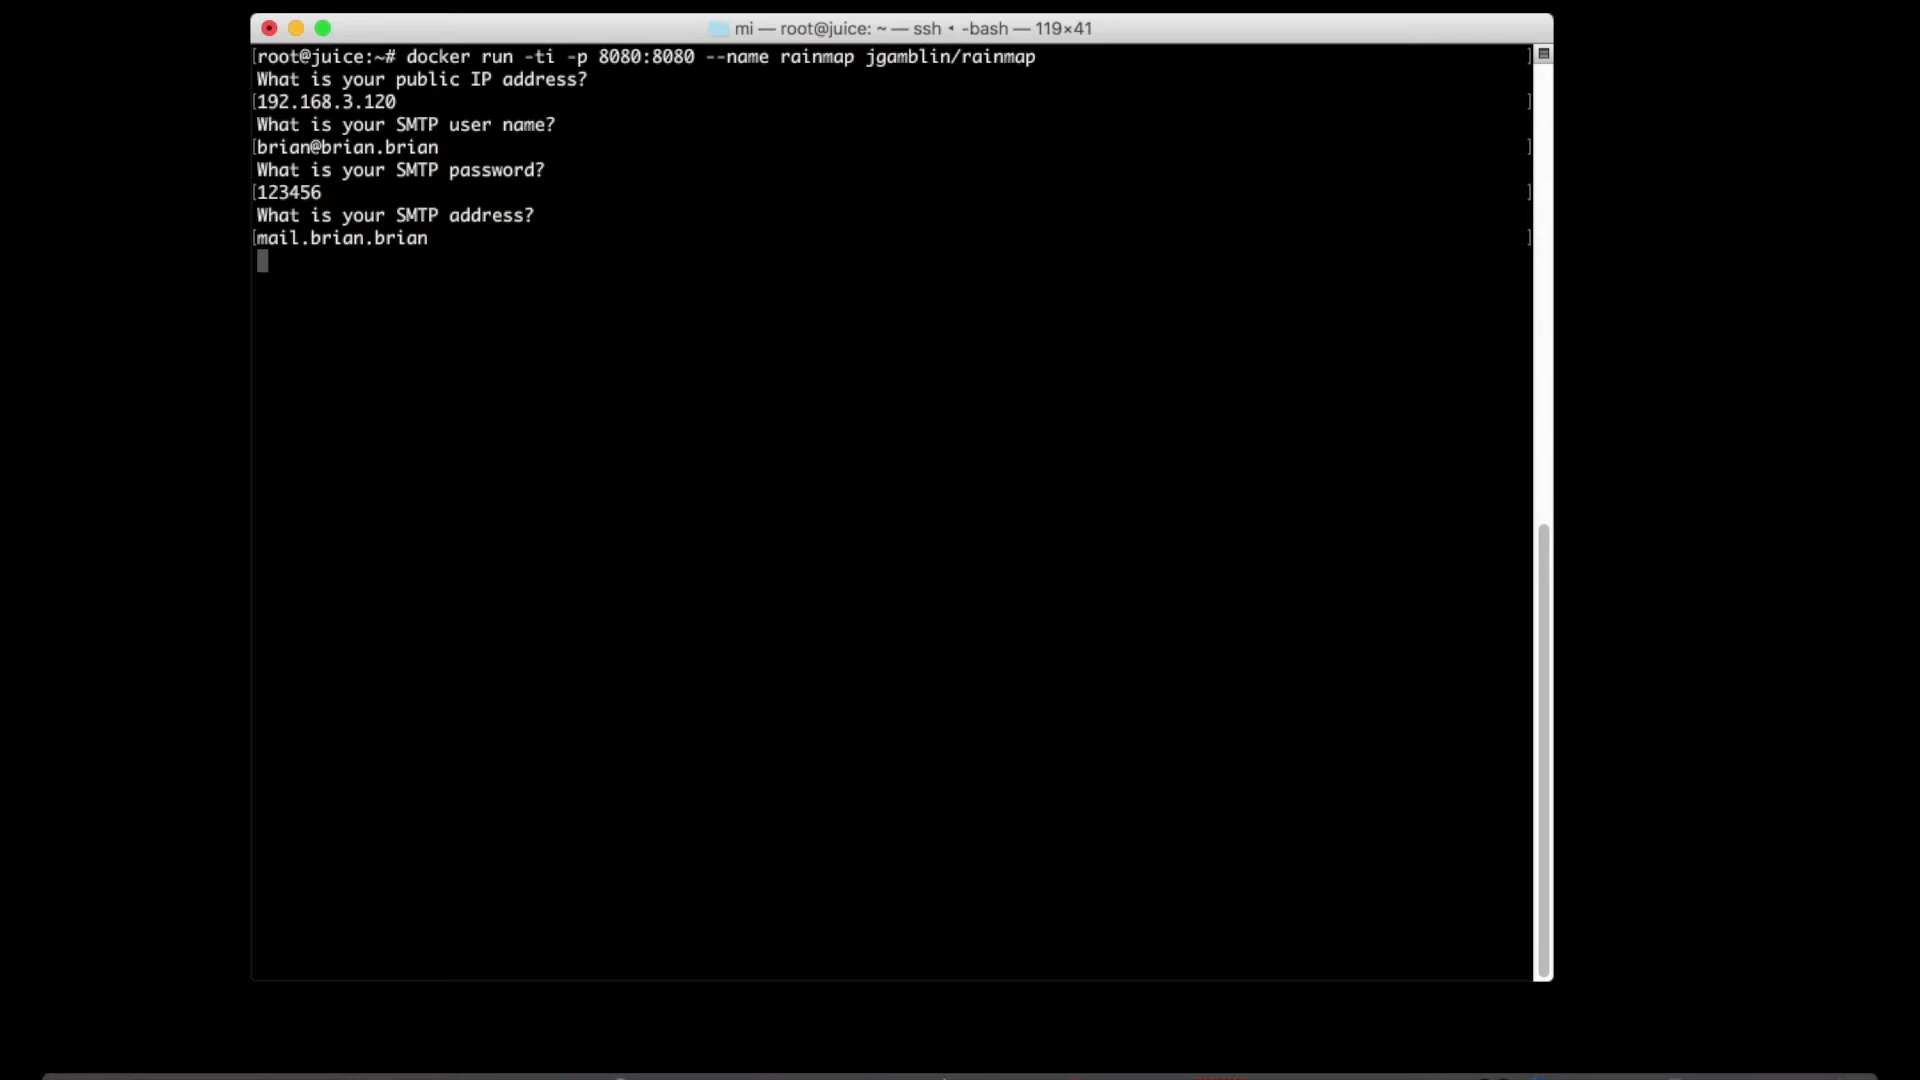 mi — root@juice: ~ — ssh ◂ -bash — 119×41
[root@juice:~# docker run -ti -p 8080:8080 --name rainmap jgamblin/rainmap ]
What is your public IP address?
[192.168.3.120 ]
What is your SMTP user name?
[brian@brian.brian ]
What is your SMTP password?
[123456 ]
What is your SMTP address?
[mail.brian.brian ]